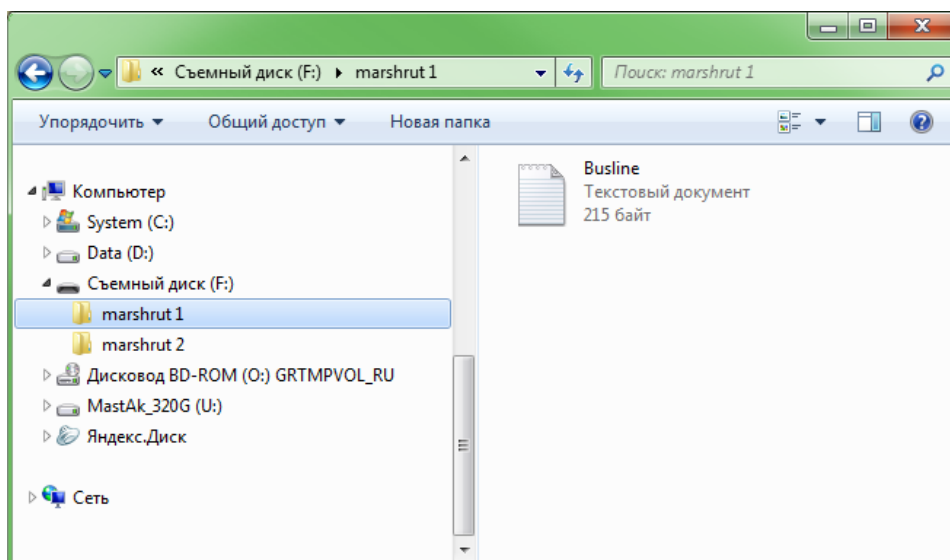 « Съемный диск (F:) marshrut 1
Поиск: marshrut 1
Упорядочить Общий доступ Новая папка
Компьютер
System (C:)
Data (D:)
Съемный диск (F:)
marshrut 1
marshrut 2
Дисковод BD-ROM (O:) GRTMPVOL_RU
MastAk_320G (U:)
Яндекс.Диск
Сеть
Busline
Текстовый документ
215 байт